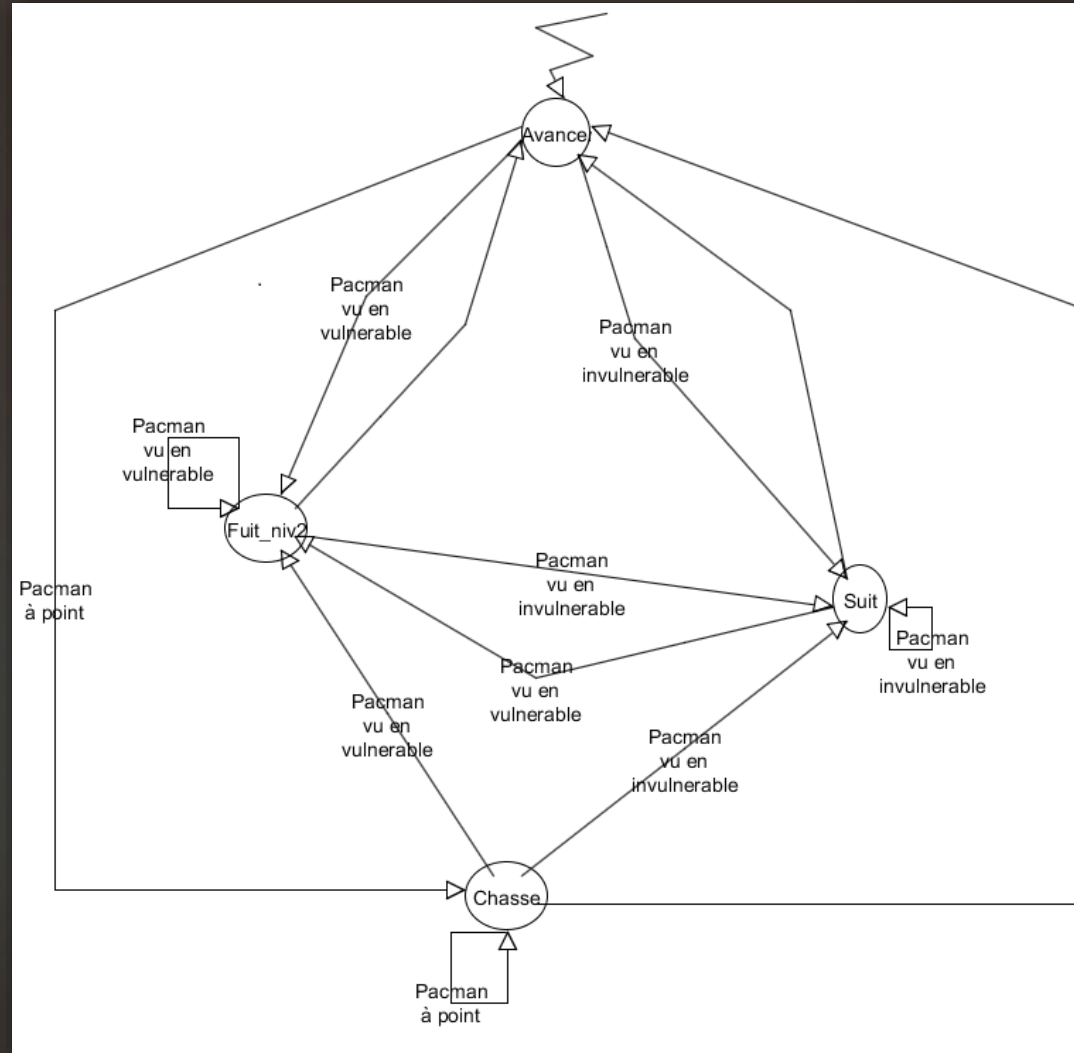 Avancer
Pacman
vu en
vulnerable
Pacman
vu en
invulnerable
Pacman
vu en
vulnerable
Fuit_niv2
Pacman
vu en
invulnerable
Pacman
à point
Suit
Pacman
vu en
invulnerable
Pacman
vu en
vulnerable
Pacman
vu en
vulnerable
Pacman
vu en
invulnerable
Chasse
Pacman
à point